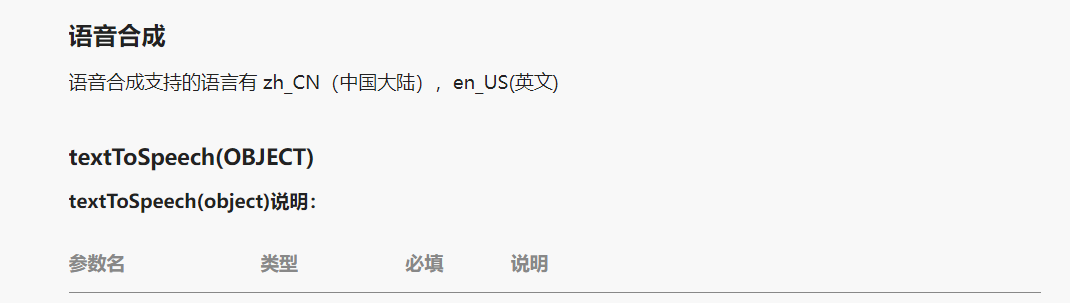 语音合成
语音合成支持的语言有 zh_CN（中国大陆），en_US(英文)
textToSpeech(OBJECT)
textToSpeech(object)说明：
参数名 类型 必填 说明